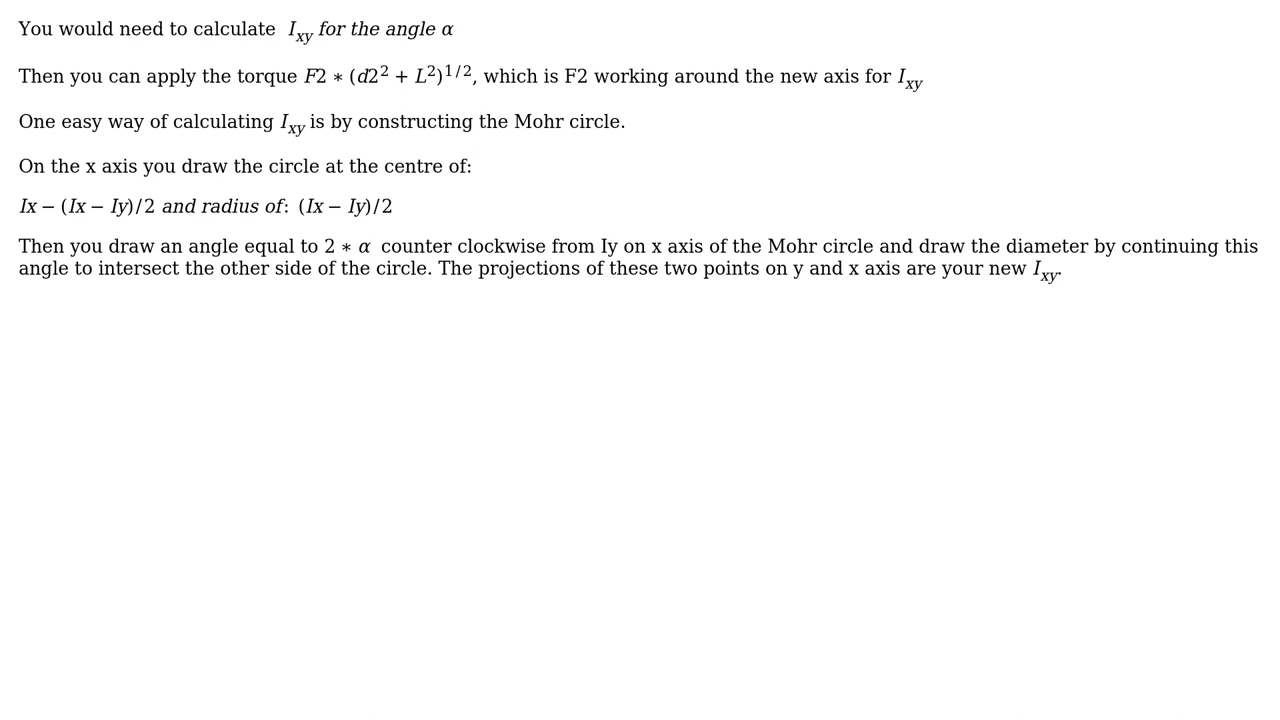 You would need to calculate I_xy for the angle α
Then you can apply the torque F2 ∗ (d2² + L²)^1/2, which is F2 working around the new axis for I_xy
One easy way of calculating I_xy is by constructing the Mohr circle.
On the x axis you draw the circle at the centre of:
Ix − (Ix − Iy)/2 and radius of: (Ix − Iy)/2
Then you draw an angle equal to 2 ∗ α counter clockwise from Iy on x axis of the Mohr circle and draw the diameter by continuing this
angle to intersect the other side of the circle. The projections of these two points on y and x axis are your new I_xy.